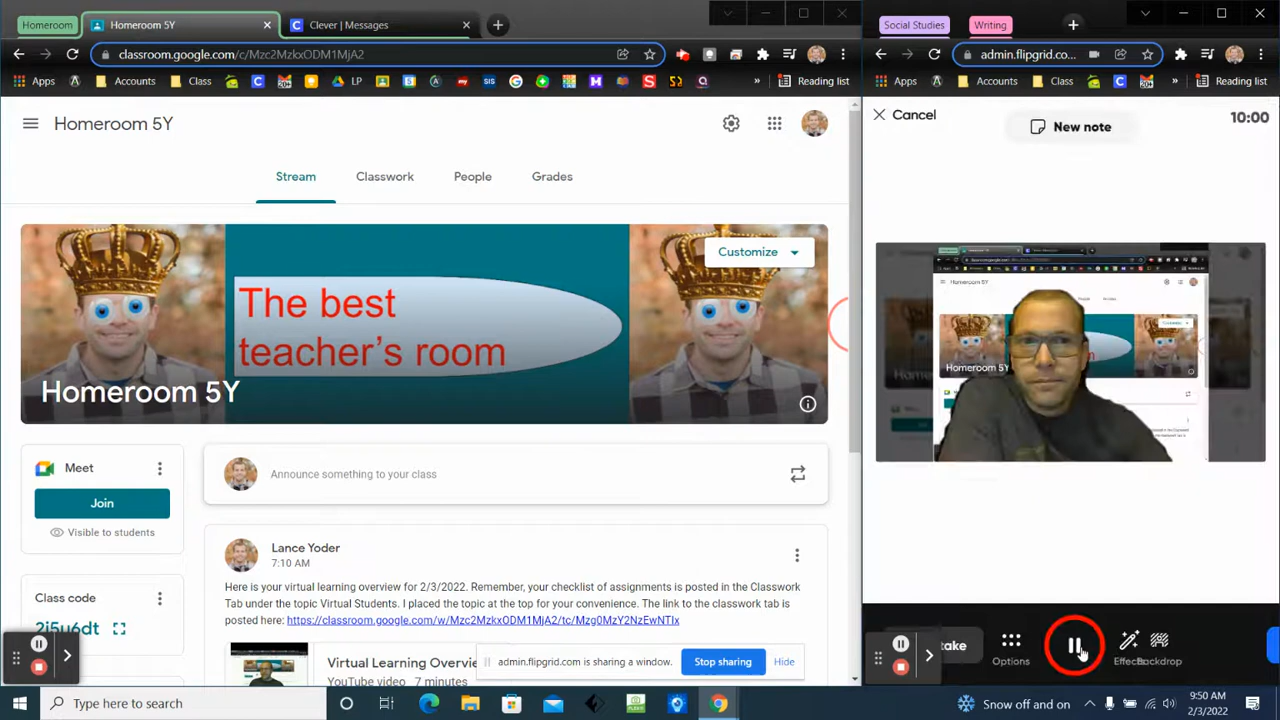 Homeroom
Homeroom 5Y
Clever | Messages
Social Studies
Writing
classroom.google.com/c/Mzc2MzkxODM1MjA2
admin.flipgrid.co...
Apps
Accounts
Class
LP
SIS
Reading list
Apps
Accounts
Class
Reading list
Homeroom 5Y
Stream
Classwork
People
Grades
Customize
The best
teacher's room
Homeroom 5Y
Meet
Join
Visible to students
Class code
2i5u6dt
Announce something to your class
Lance Yoder
7:10 AM
Here is your virtual learning overview for 2/3/2022. Remember, your checklist of assignments is posted in the Classwork
Tab under the topic Virtual Students. I placed the topic at the top for your convenience. The link to the classwork tab is
posted here: https://classroom.google.com/w/Mzc2MzkxODM1MjA2/tc/Mzg0MzY2NzEwNTIx
Virtual Learning Overvie
YouTube video 7 minutes
admin.flipgrid.com is sharing a window.
Stop sharing
Hide
Cancel
New note
10:00
Homeroom 5Y
Homeroom 5Y
take
Options
Effects
Backdrop
Type here to search
Snow off and on
9:50 AM
2/3/2022